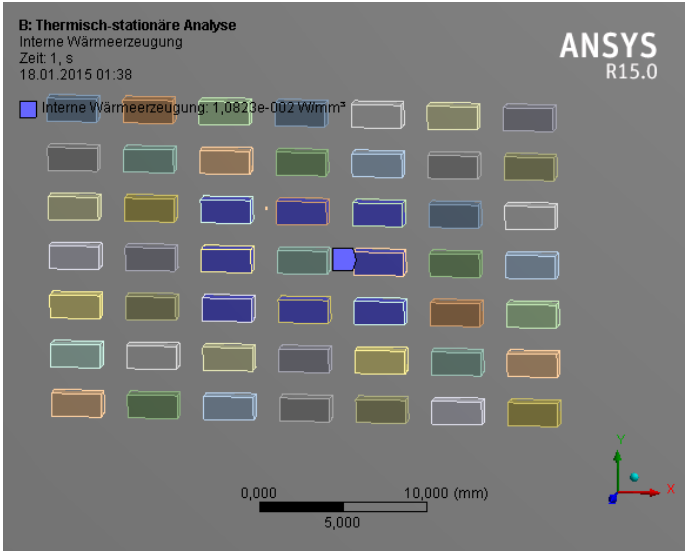 B: Thermisch-stationäre Analyse
Interne Wärmeerzeugung
Zeit: 1, s
18.01.2015 01:38
Interne Wärmeerzeugung: 1,0823e-002 W/mm³
ANSYS
R15.0
Y
X
0,000 10,000 (mm)
5,000